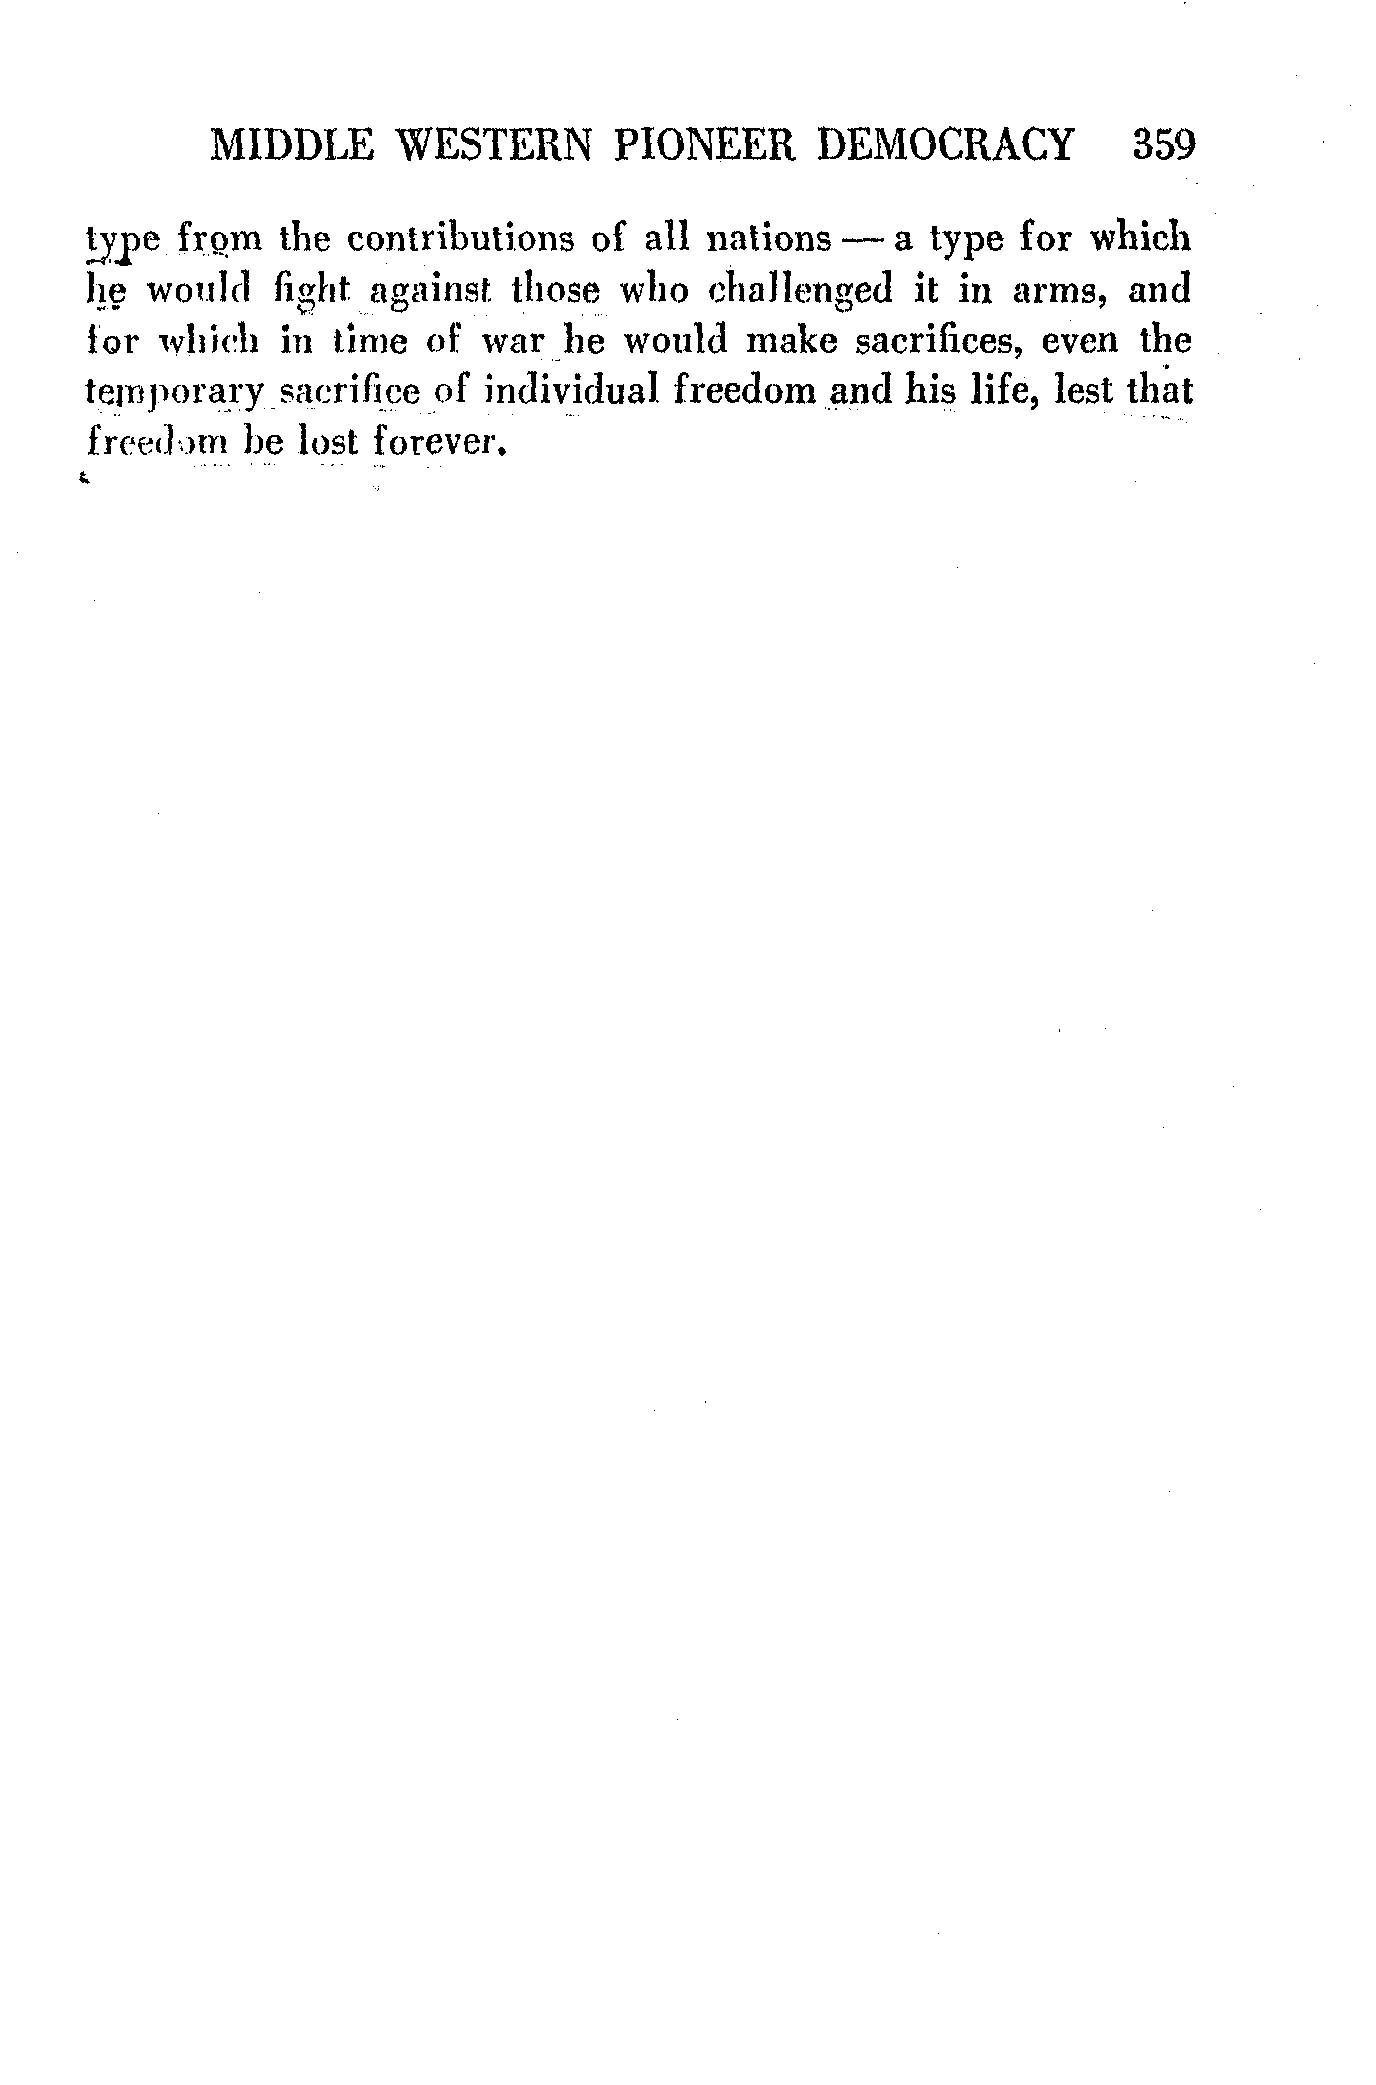 MIDDLE WESTERN PIONEER DEMOCRACY 359
type from the contributions of all nations — a type for which
he would fight against those who challenged it in arms, and
for which in time of war he would make sacrifices, even the
temporary sacrifice of individual freedom and his life, lest that
freedom be lost forever.